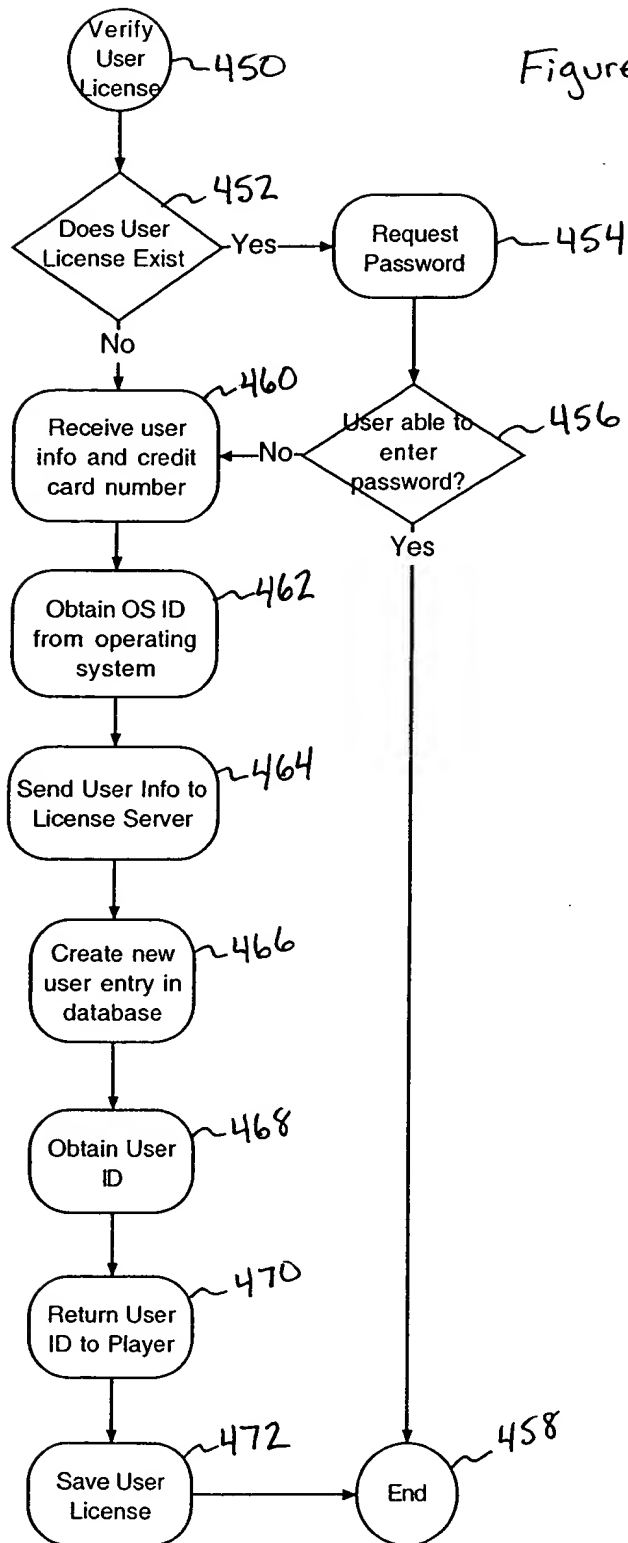 Verify
User
License
450
Figure
452
Does User
License Exist
Yes
Request
Password
454
No
460
Receive user
info and credit
card number
No
User able to
enter
password?
456
Yes
462
Obtain OS ID
from operating
system
464
Send User Info to
License Server
466
Create new
user entry in
database
468
Obtain User
ID
470
Return User
ID to Player
472
Save User
License
End
458